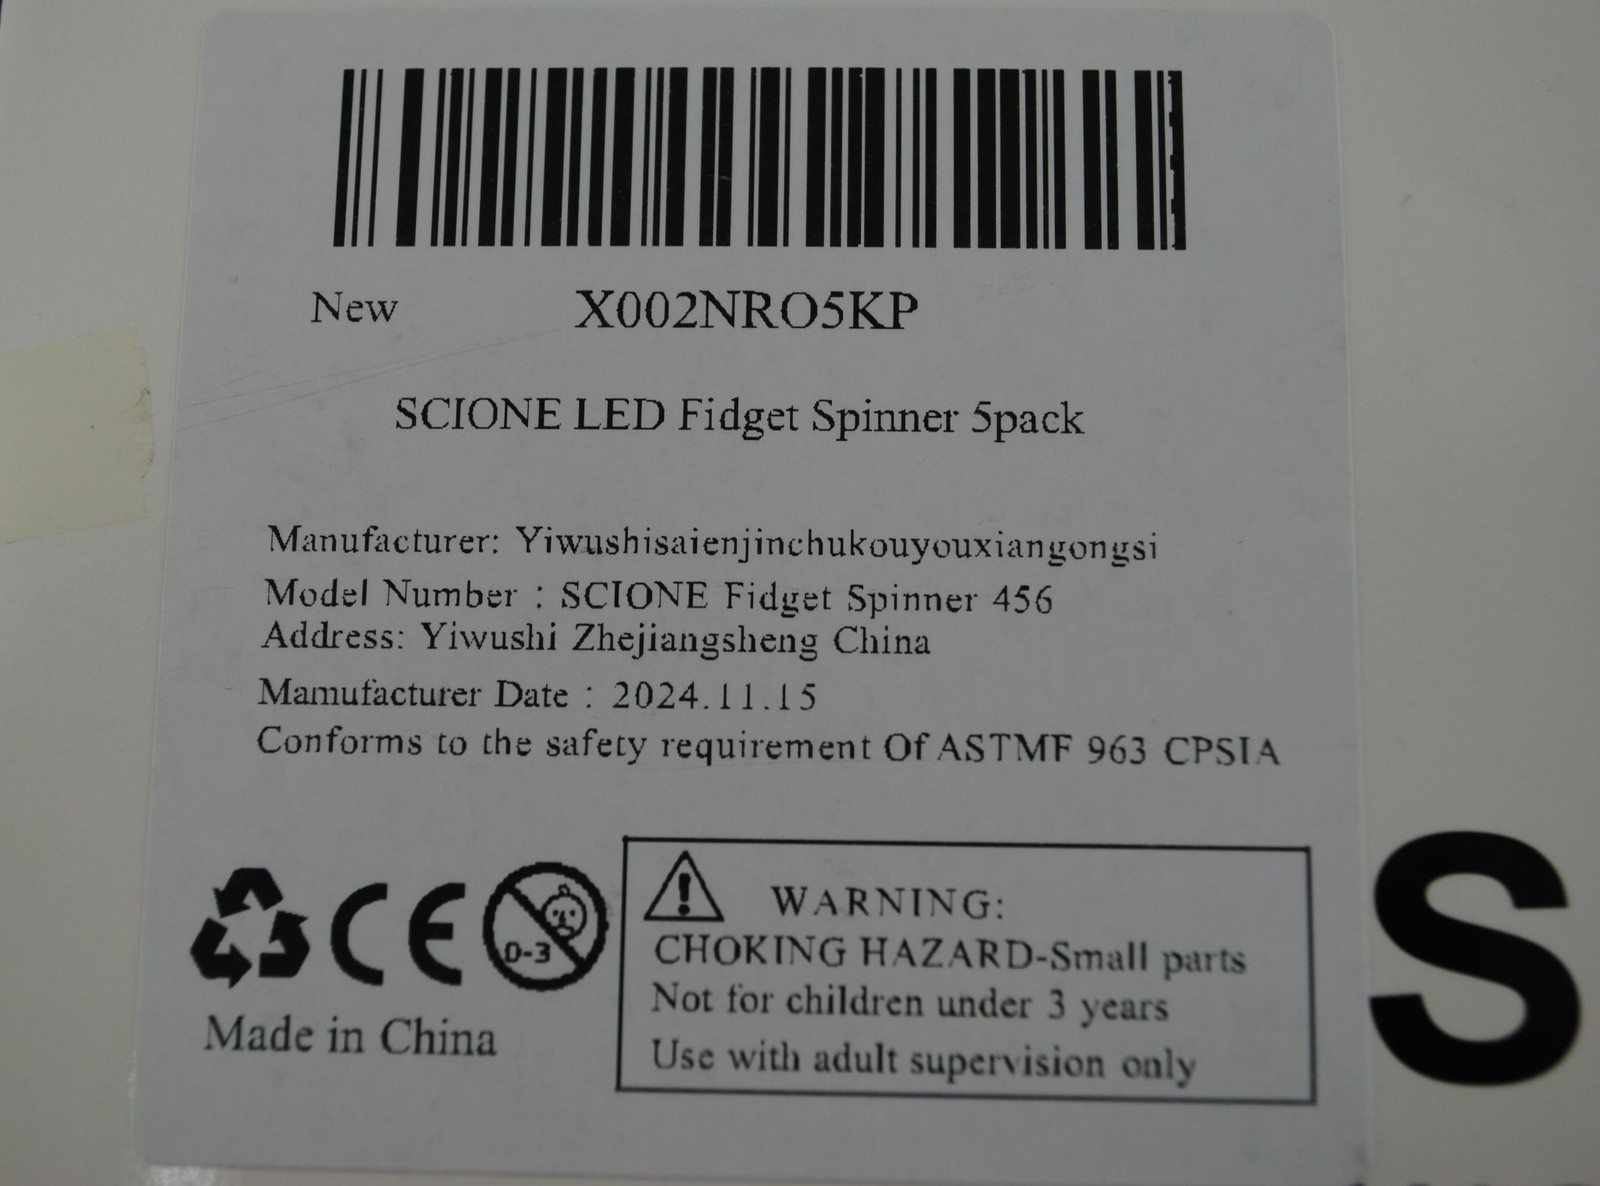 New X002NRO5KP
SCIONE LED Fidget Spinner 5pack
Manufacturer: Yiwushisaienjinchukouyouxiangongsi
Model Number : SCIONE Fidget Spinner 456
Address: Yiwushi Zhejiangsheng China
Mamufacturer Date : 2024.11.15
Conforms to the safety requirement Of ASTMF 963 CPSIA
CE
0-3
Made in China
WARNING:
CHOKING HAZARD-Small parts
Not for children under 3 years
Use with adult supervision only
S